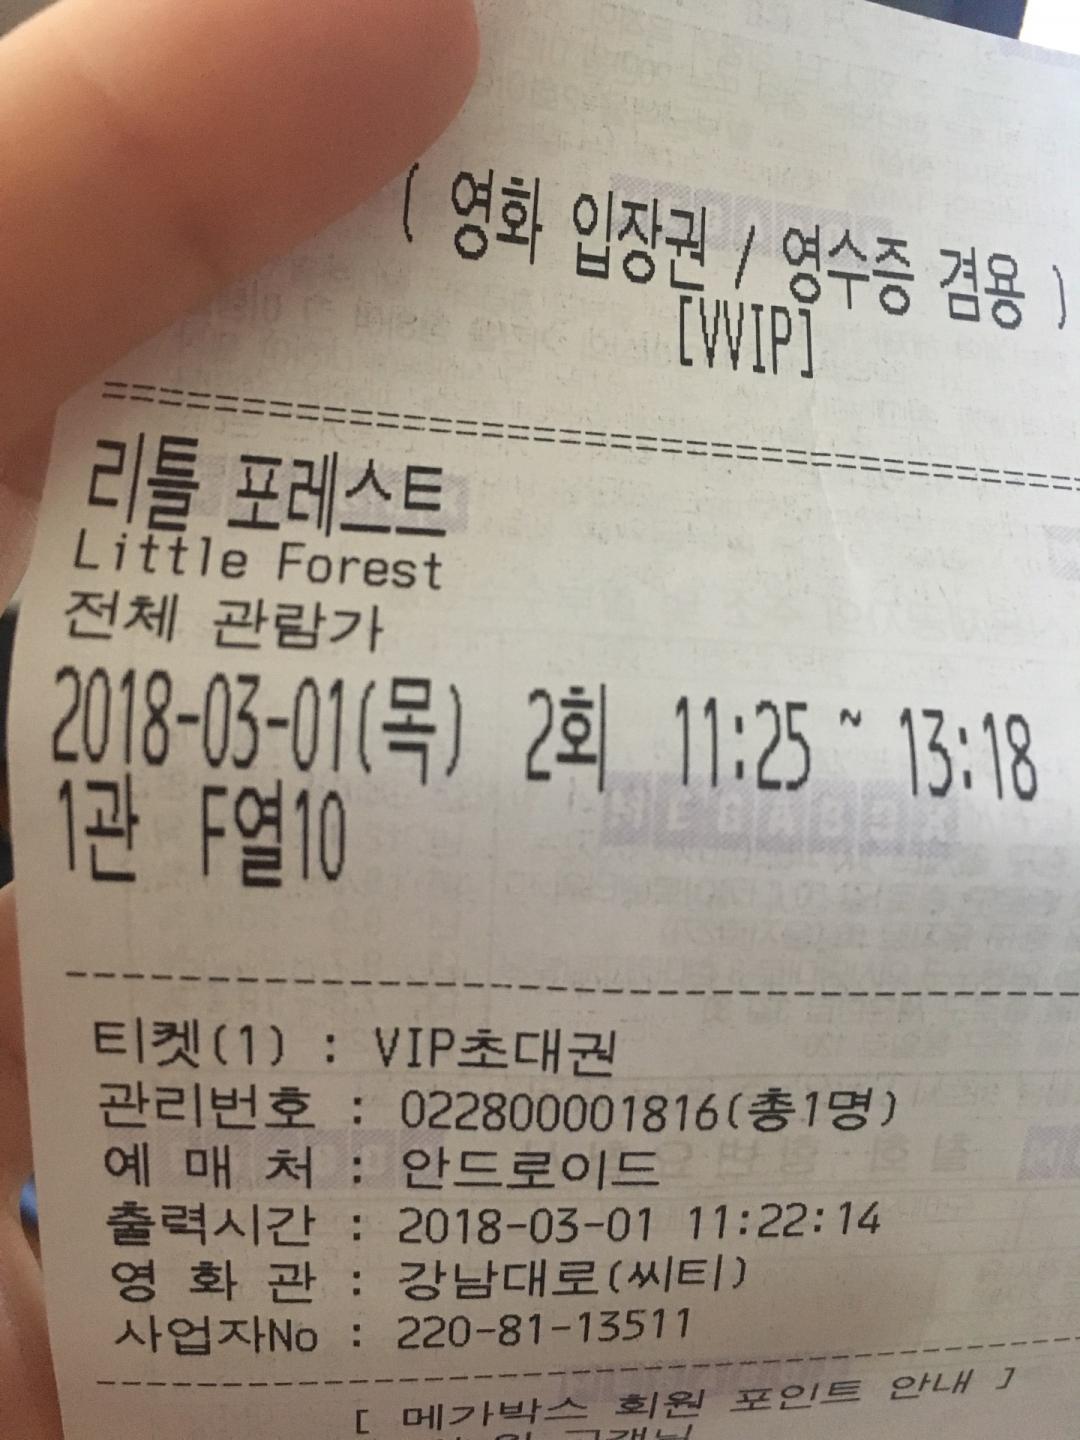 ( 영화 입장권 / 영수증 겸용 )
[VVIP]
리틀 포레스트
Little Forest
전체 관람가
2018-03-01(목) 2회 11:25 ~ 13:18
1관 F열10
티켓(1) : VIP초대권
관리번호 : 022800001816(총1명)
예 매 처 : 안드로이드
출력시간 : 2018-03-01 11:22:14
영 화 관 : 강남대로(씨티)
사업자No : 220-81-13511
[ 메가박스 회원 포인트 안내 ]